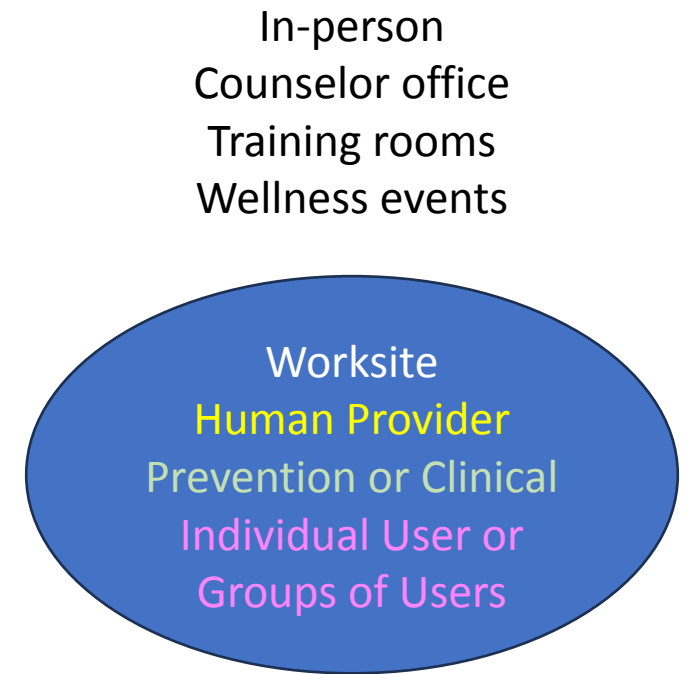 In-person
Counselor office
Training rooms
Wellness events
Worksite
Human Provider
Prevention or Clinical
Individual User or
Groups of Users